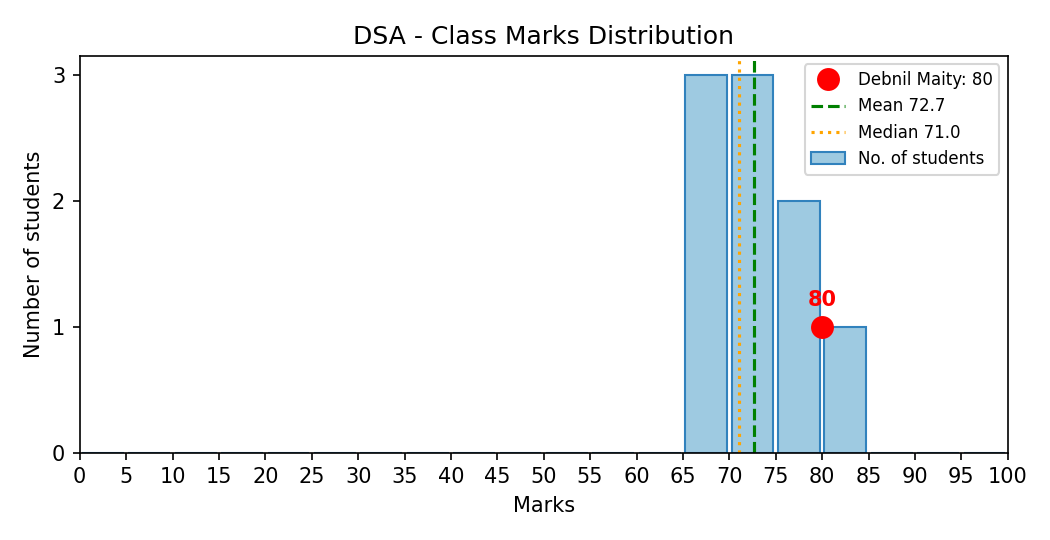 DSA - Class Marks Distribution
Debnil Maity: 80
Mean 72.7
Median 71.0
No. of students
Number of students
3
2
1
0
80
0 5 10 15 20 25 30 35 40 45 50 55 60 65 70 75 80 85 90 95 100
Marks